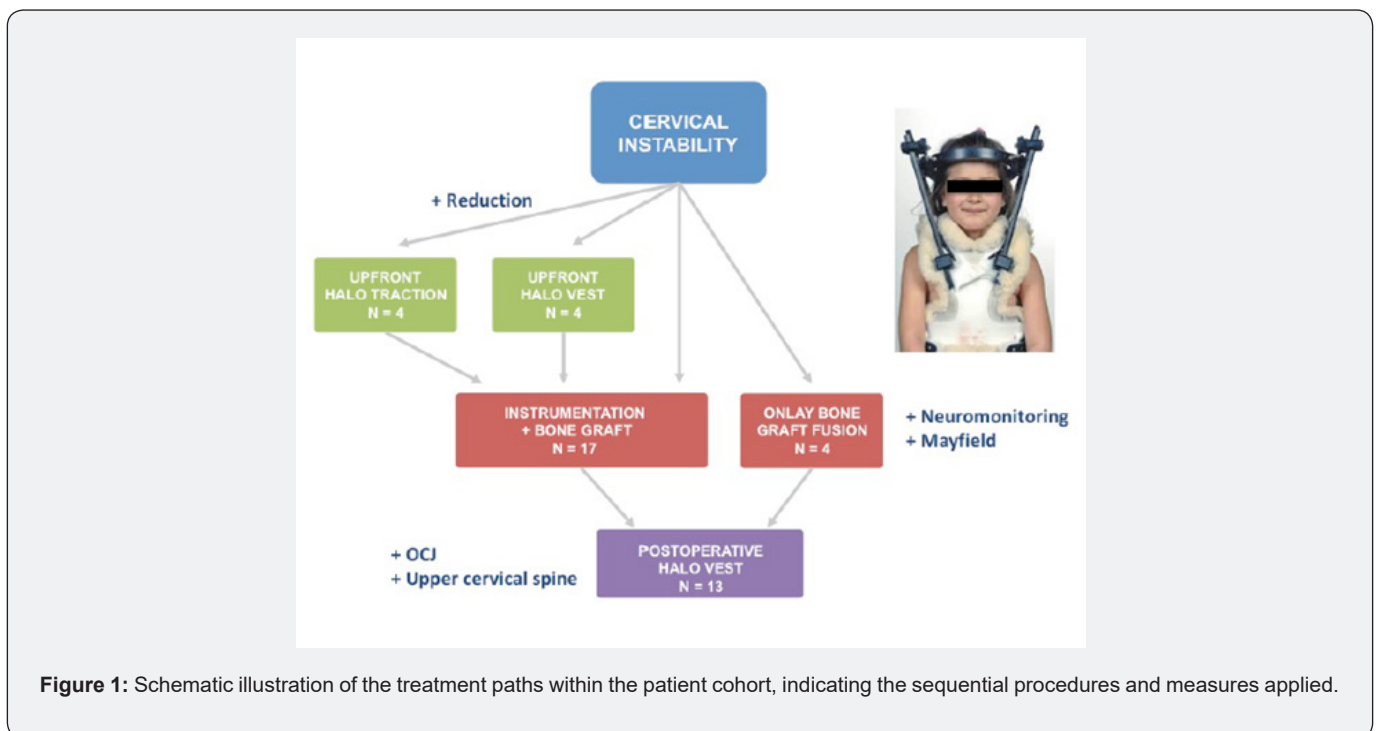 CERVICAL
INSTABILITY
+ Reduction
UPFRONT
HALO TRACTION
N = 4
UPFRONT
HALO VEST
N = 4
INSTRUMENTATION
+ BONE GRAFT
N = 17
ONLAY BONE
GRAFT FUSION
N = 4
+ Neuromonitoring
+ Mayfield
+ OCJ
+ Upper cervical spine
POSTOPERATIVE
HALO VEST
N = 13
Figure 1: Schematic illustration of the treatment paths within the patient cohort, indicating the sequential procedures and measures applied.